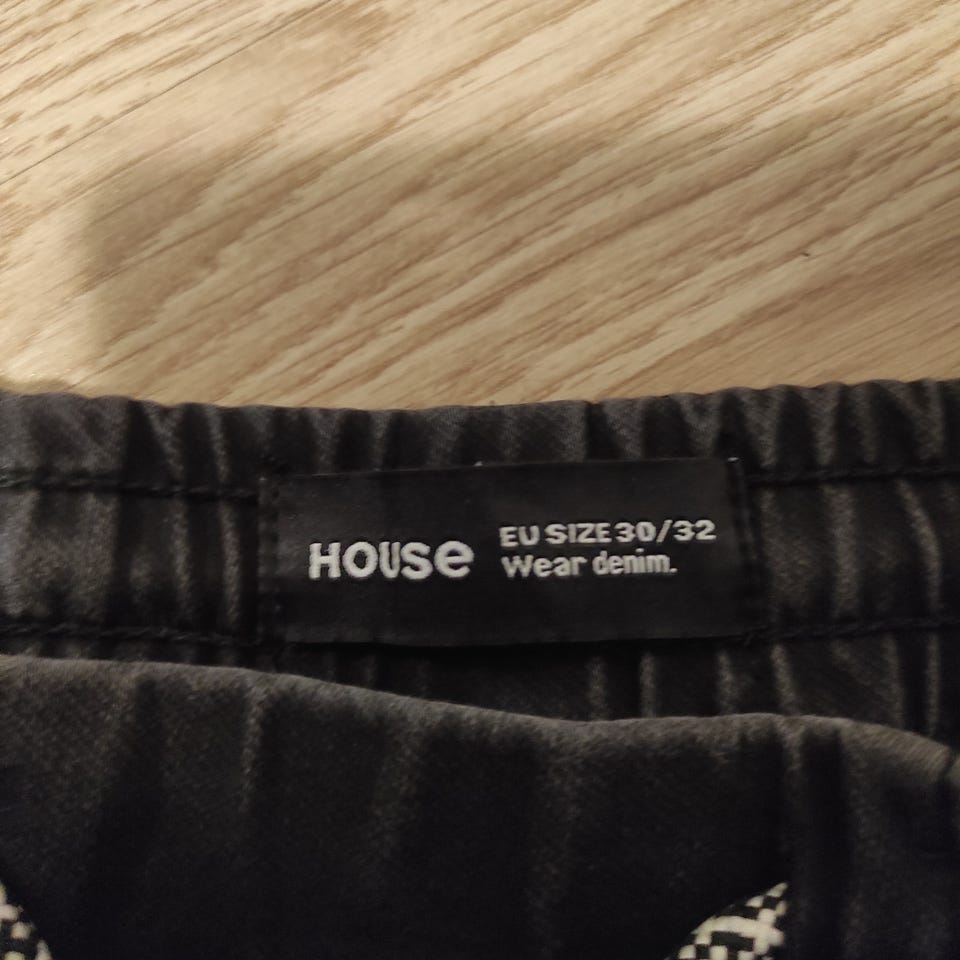 HOUSe
EU SIZE 30/32
Wear denim.